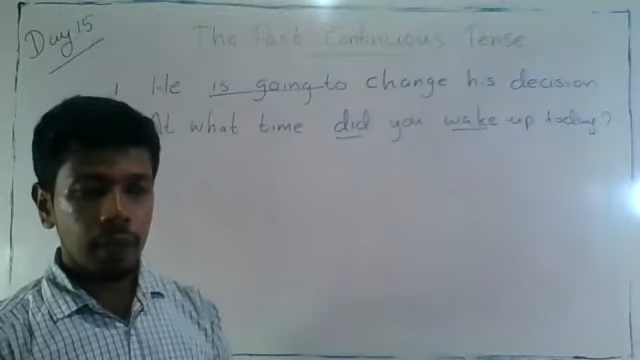 Day 15
The Past Continuous Tense
1 He is going to change his decision
At what time did you wake up today?